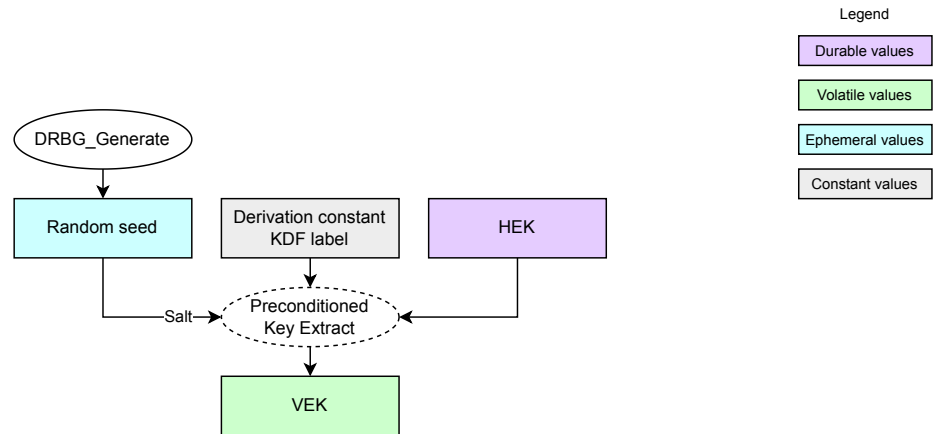 Legend
Durable values
Volatile values
Ephemeral values
Constant values
DRBG_Generate
Random seed
Derivation constant
KDF label
HEK
Salt
Preconditioned
Key Extract
VEK